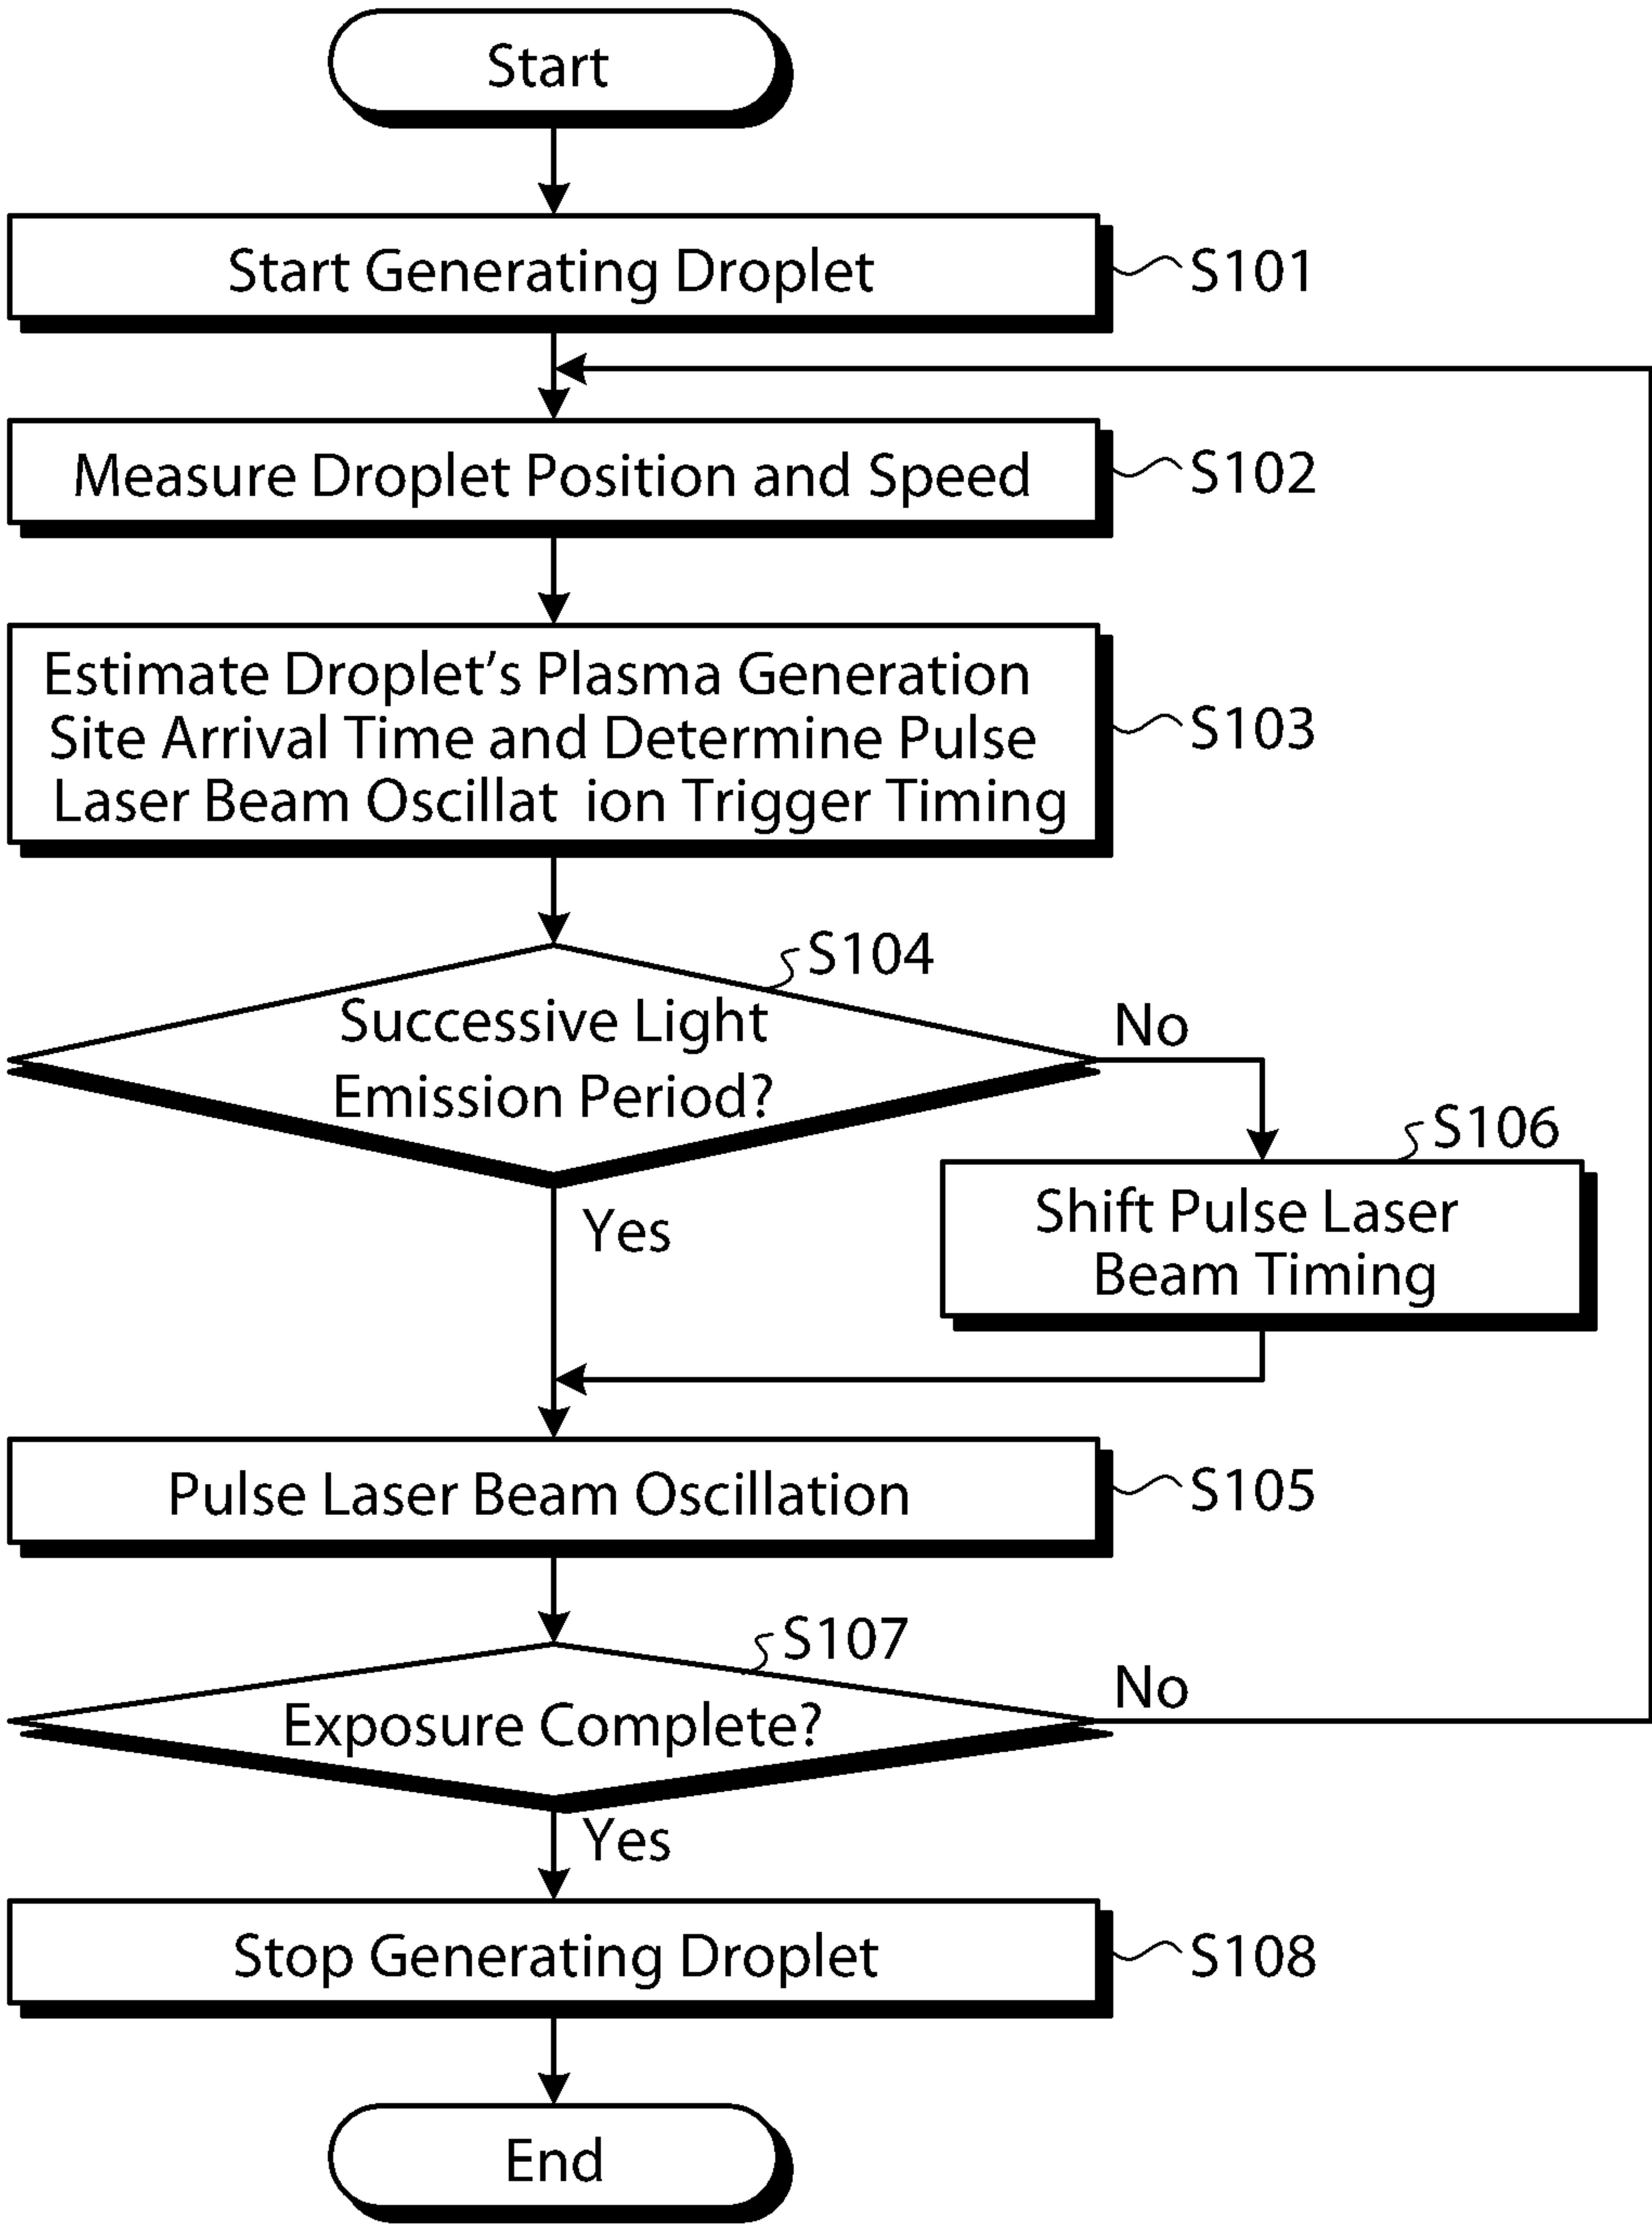 Start
Start Generating Droplet
S101
Measure Droplet Position and Speed
S102
Estimate Droplet’s Plasma Generation
Site Arrival Time and Determine Pulse
Laser Beam Oscillat ion Trigger Timing
S103
S104
Successive Light
Emission Period?
No
Yes
S106
Shift Pulse Laser
Beam Timing
Pulse Laser Beam Oscillation
S105
S107
Exposure Complete?
No
Yes
Stop Generating Droplet
S108
End